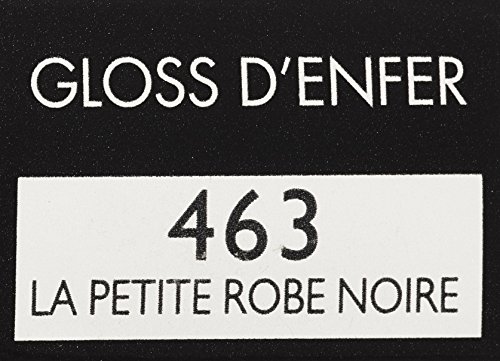 GLOSS D'ENFER
463
LA PETITE ROBE NOIRE